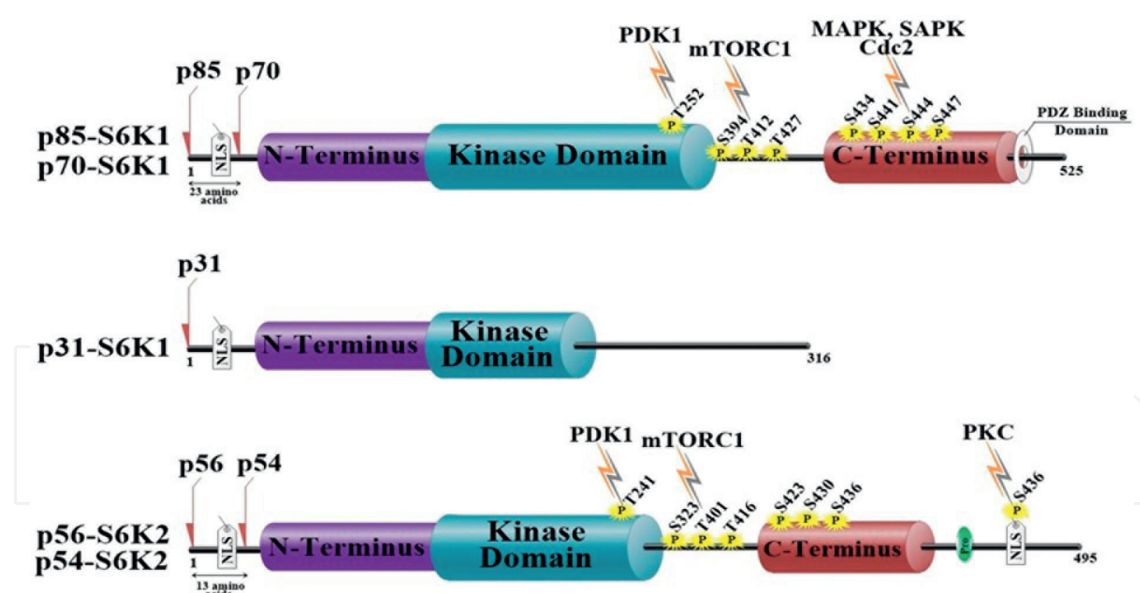 MAPK, SAPK
Cdc2
PDK1
mTORC1
p85 p70
T252
S394 T412 T427
S434 S441 S444 S447
PDZ Binding
Domain
p85-S6K1
p70-S6K1
NLS
N-Terminus
Kinase Domain
P P P P
C-Terminus
P P P P
1
23 amino
acids
525
p31
p31-S6K1
NLS
N-Terminus
Kinase
Domain
1
316
PDK1
mTORC1
PKC
p56 p54
T241
S323 T401 T416
S423 S430 S436
S436
p56-S6K2
p54-S6K2
NLS
N-Terminus
Kinase
Domain
P P P P
C-Terminus
P P P
Pro
P
NLS
1
13 amino
acids
495